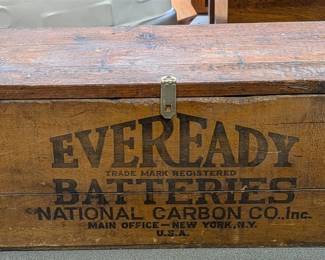 EVEREADY
TRADE MARK REGISTERED
BATTERIES
NATIONAL CARBON CO. Inc.
MAIN OFFICE—NEW YORK, N.Y.
U.S.A.